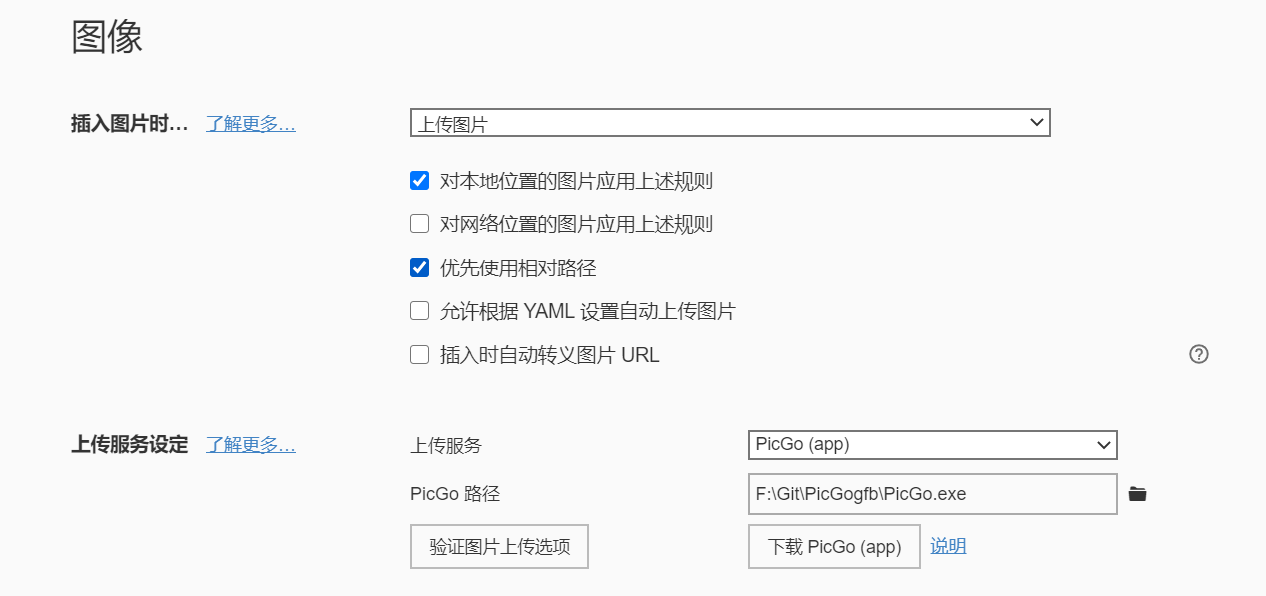 图像
插入图片时... 了解更多... 上传图片
对本地位置的图片应用上述规则
对网络位置的图片应用上述规则
优先使用相对路径
允许根据 YAML 设置自动上传图片
插入时自动转义图片 URL
上传服务设定 了解更多... 上传服务 PicGo (app)
PicGo 路径 F:\Git\PicGogfb\PicGo.exe
验证图片上传选项 下载 PicGo (app) 说明